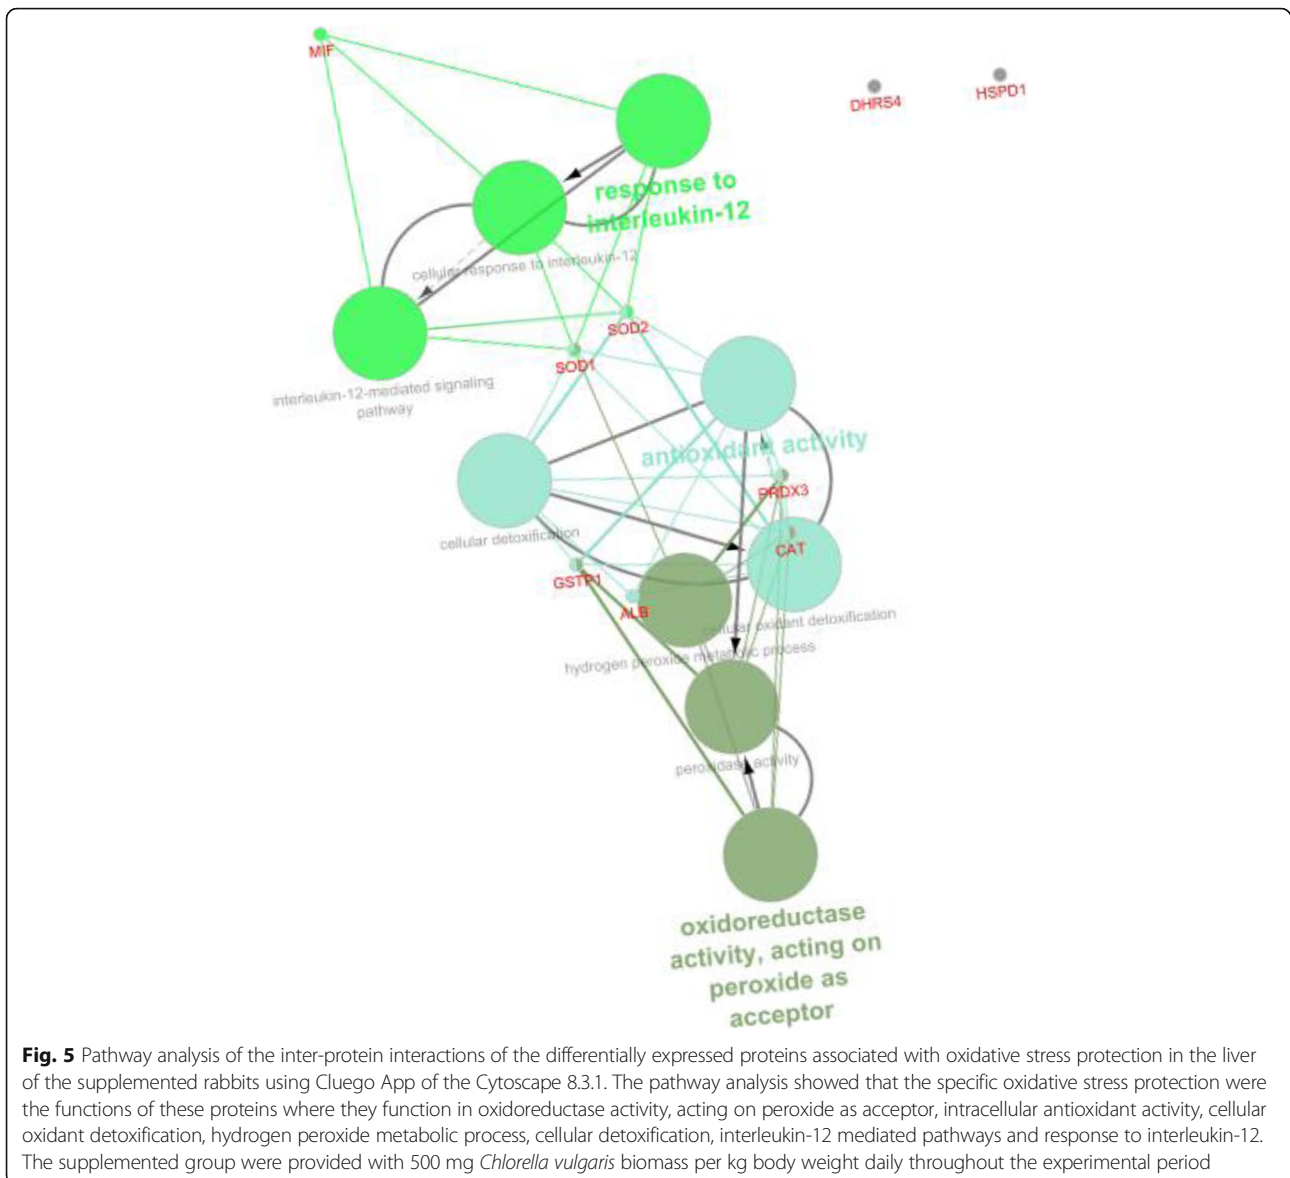 MIF
DHRS4
HSPD1
response to
interleukin-12
cellular response to interleukin-12
SOD2
SOD1
interleukin-12-mediated signaling
pathway
antioxidant activity
PRDX3
cellular detoxification
CAT
GSTP1
ALB
cellular oxidant detoxification
hydrogen peroxide metabolic process
peroxidase activity
oxidoreductase
activity, acting on
peroxide as
acceptor
Fig. 5 Pathway analysis of the inter-protein interactions of the differentially expressed proteins associated with oxidative stress protection in the liver
of the supplemented rabbits using Cluego App of the Cytoscape 8.3.1. The pathway analysis showed that the specific oxidative stress protection were
the functions of these proteins where they function in oxidoreductase activity, acting on peroxide as acceptor, intracellular antioxidant activity, cellular
oxidant detoxification, hydrogen peroxide metabolic process, cellular detoxification, interleukin-12 mediated pathways and response to interleukin-12.
The supplemented group were provided with 500 mg Chlorella vulgaris biomass per kg body weight daily throughout the experimental period